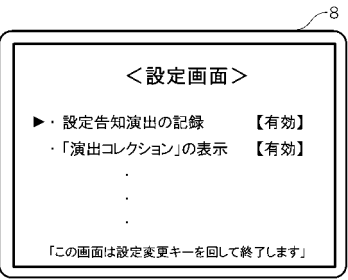 8
＜設定画面＞
▶・設定告知演出の記録　【有効】
・「演出コレクション」の表示　【有効】
・
・
・
「この画面は設定変更キーを回して終了します」